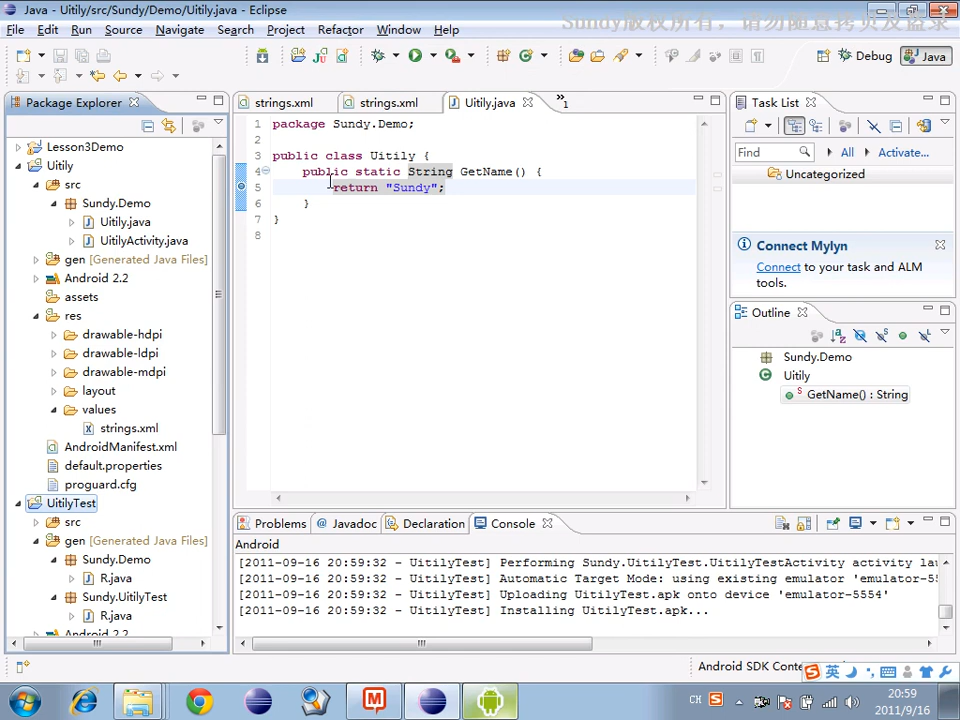 Java - Uitily/src/Sundy/Demo/Uitily.java - Eclipse
Sundy版权所有，请勿随意拷贝及盗录
File Edit Source Refactor Navigate Search Project Run Window Help
Debug
Java
Package Explorer
strings.xml
strings.xml
Uitily.java
1
Task List
Lesson3Demo
Uitily
src
Sundy.Demo
Uitily.java
UitilyActivity.java
gen [Generated Java Files]
Android 2.2
assets
res
drawable-hdpi
drawable-ldpi
drawable-mdpi
layout
values
strings.xml
AndroidManifest.xml
default.properties
proguard.cfg
UitilyTest
src
gen [Generated Java Files]
Sundy.Demo
R.java
Sundy.UitilyTest
R.java
Android 2.2
1 package Sundy.Demo;
2
3 public class Uitily {
4 public static String GetName() {
5 return "Sundy";
6 }
7 }
8
Find
All
Activate...
Uncategorized
Connect Mylyn
Connect to your task and ALM
tools.
Outline
Sundy.Demo
Uitily
GetName() : String
Problems
Javadoc
Declaration
Console
Android
[2011-09-16 20:59:32 - UitilyTest] Performing Sundy.UitilyTest.UitilyTestActivity activity lau
[2011-09-16 20:59:32 - UitilyTest] Automatic Target Mode: using existing emulator 'emulator-55
[2011-09-16 20:59:32 - UitilyTest] Uploading UitilyTest.apk onto device 'emulator-5554'
[2011-09-16 20:59:32 - UitilyTest] Installing UitilyTest.apk...
Android SDK Conte
英
CH
20:59
2011/9/16